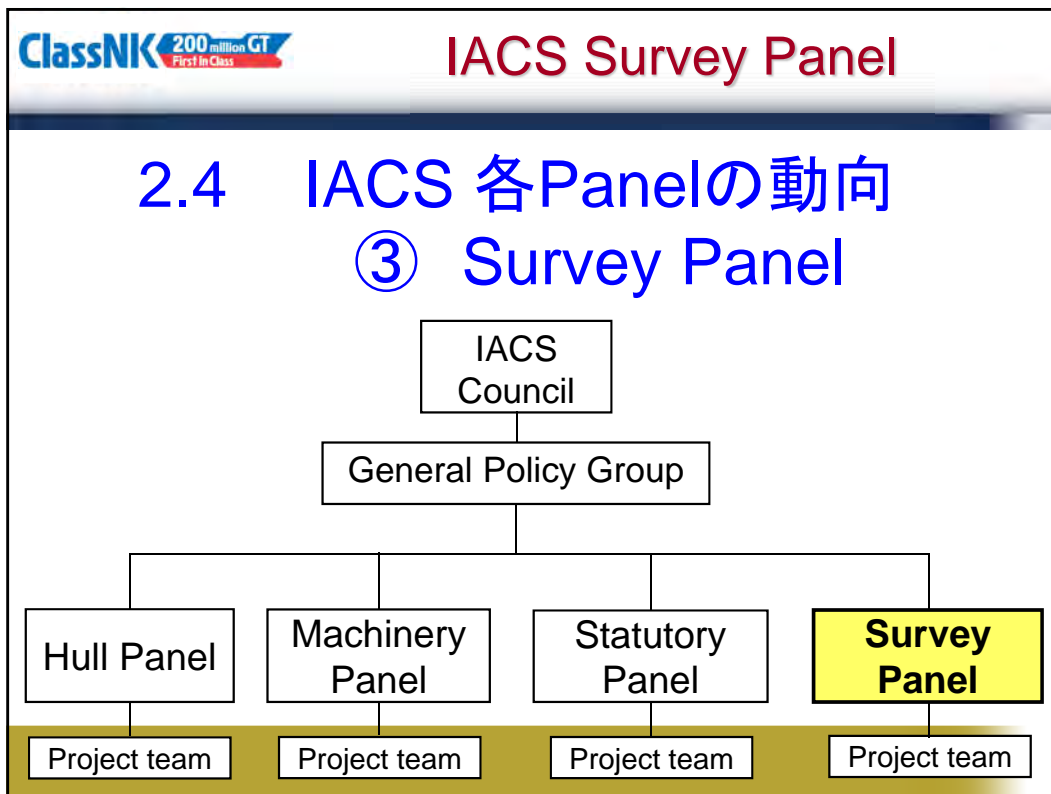 ClassNK 200 million GT
First in Class
IACS Survey Panel
2.4 IACS 各Panelの動向
③ Survey Panel
IACS
Council
General Policy Group
Hull Panel
Machinery
Panel
Statutory
Panel
Survey
Panel
Project team
Project team
Project team
Project team